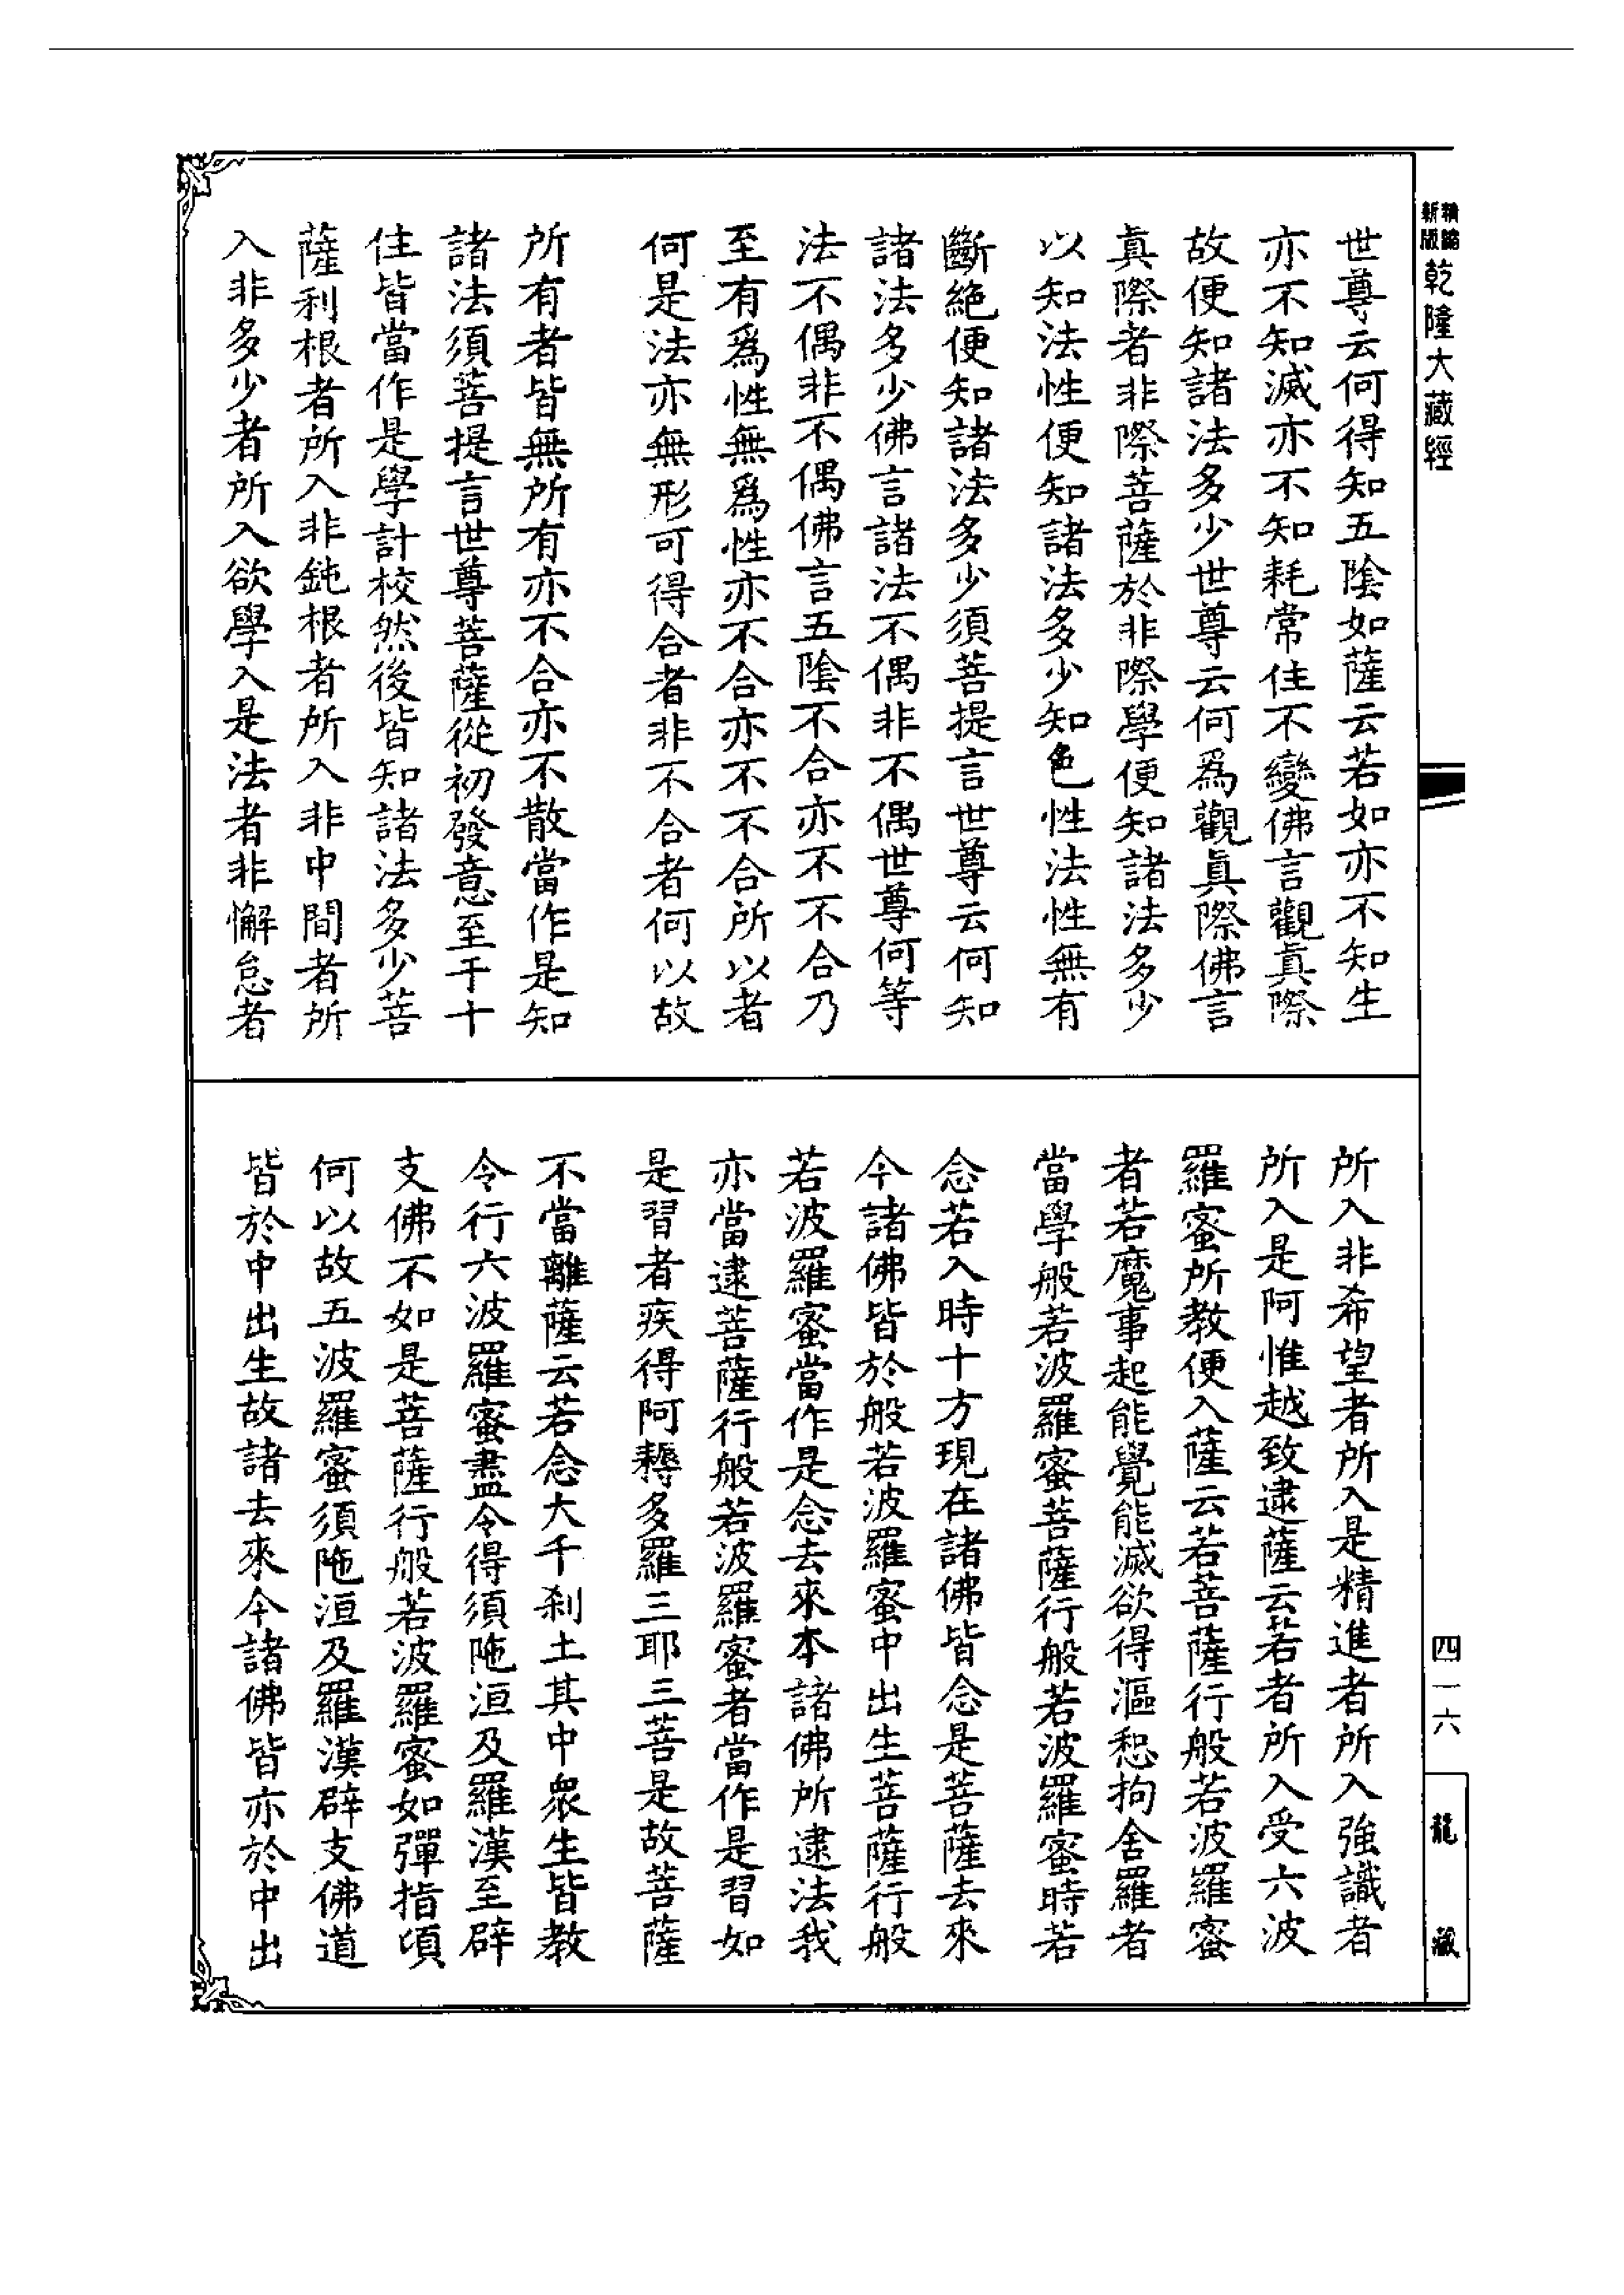 新版
精縮
乾隆大藏經
世尊云何得知五陰如薩云若如亦不知生
亦不知滅亦不知耗常住不變佛言觀真際
故便知諸法多少世尊云何爲觀真際佛言
真際者非際菩薩於非際學便知諸法多少
以知法性便知諸法多少知色性法性無有
斷絕便知諸法多少須菩提言世尊云何知
諸法多少佛言諸法不偶非不偶世尊何等
法不偶非不偶佛言五陰不合亦不不合乃
至有爲性無爲性亦不合亦不不合所以者
何是法亦無形可得合者非不合者何以故
所有者皆無所有亦不合亦不散當作是知
諸法須菩提言世尊菩薩從初發意至千十
住皆當作是學計校然後皆知諸法多少菩
薩利根者所入非鈍根者所入非中間者所
入非多少者所入欲學入是法者非懈怠者
所入非希望者所入是精進者所入強識者
所入是阿惟越致逮薩云若者所入受六波
羅蜜所教便入薩云若菩薩行般若波羅蜜
者若魔事起能覺能滅欲得漚惒拘舍羅者
當學般若波羅蜜菩薩行般若波羅蜜時若
念若入時十方現在諸佛皆念是菩薩去來
今諸佛皆於般若波羅蜜中出生菩薩行般
若波羅蜜當作是念去來本諸佛所逮法我
亦當逮菩薩行般若波羅蜜者當作是習如
是習者疾得阿耨多羅三耶三菩是故菩薩
不當離薩云若念大千剎土其中衆生皆教
令行六波羅蜜盡令得須陁洹及羅漢至辟
支佛不如是菩薩行般若波羅蜜如彈指頃
何以故五波羅蜜須陁洹及羅漢辟支佛道
皆於中出生故諸去來今諸佛皆亦於中出
四一六
龍藏